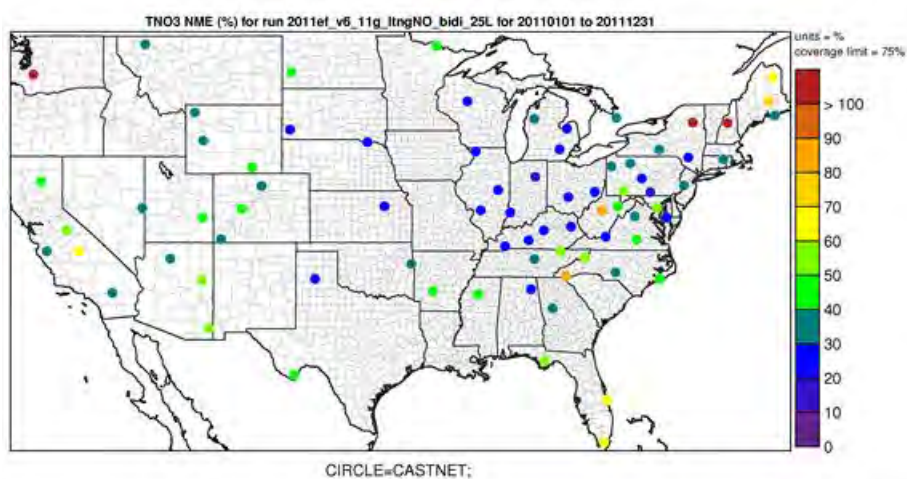 TNO3 NME (%) for run 2011ef_v6_11g_ltngNO_bidi_25L for 20110101 to 20111231
units = %
coverage limit = 75%
> 100
90
80
70
60
50
40
30
20
10
0
CIRCLE=CASTNET;